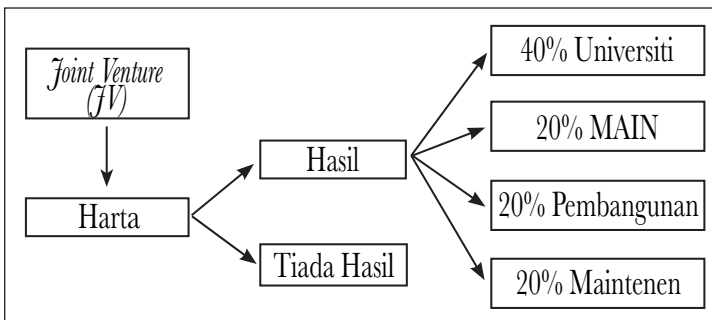 Joint Venture
(JV)
Harta
Hasil
Tiada Hasil
40% Universiti
20% MAIN
20% Pembangunan
20% Maintenen